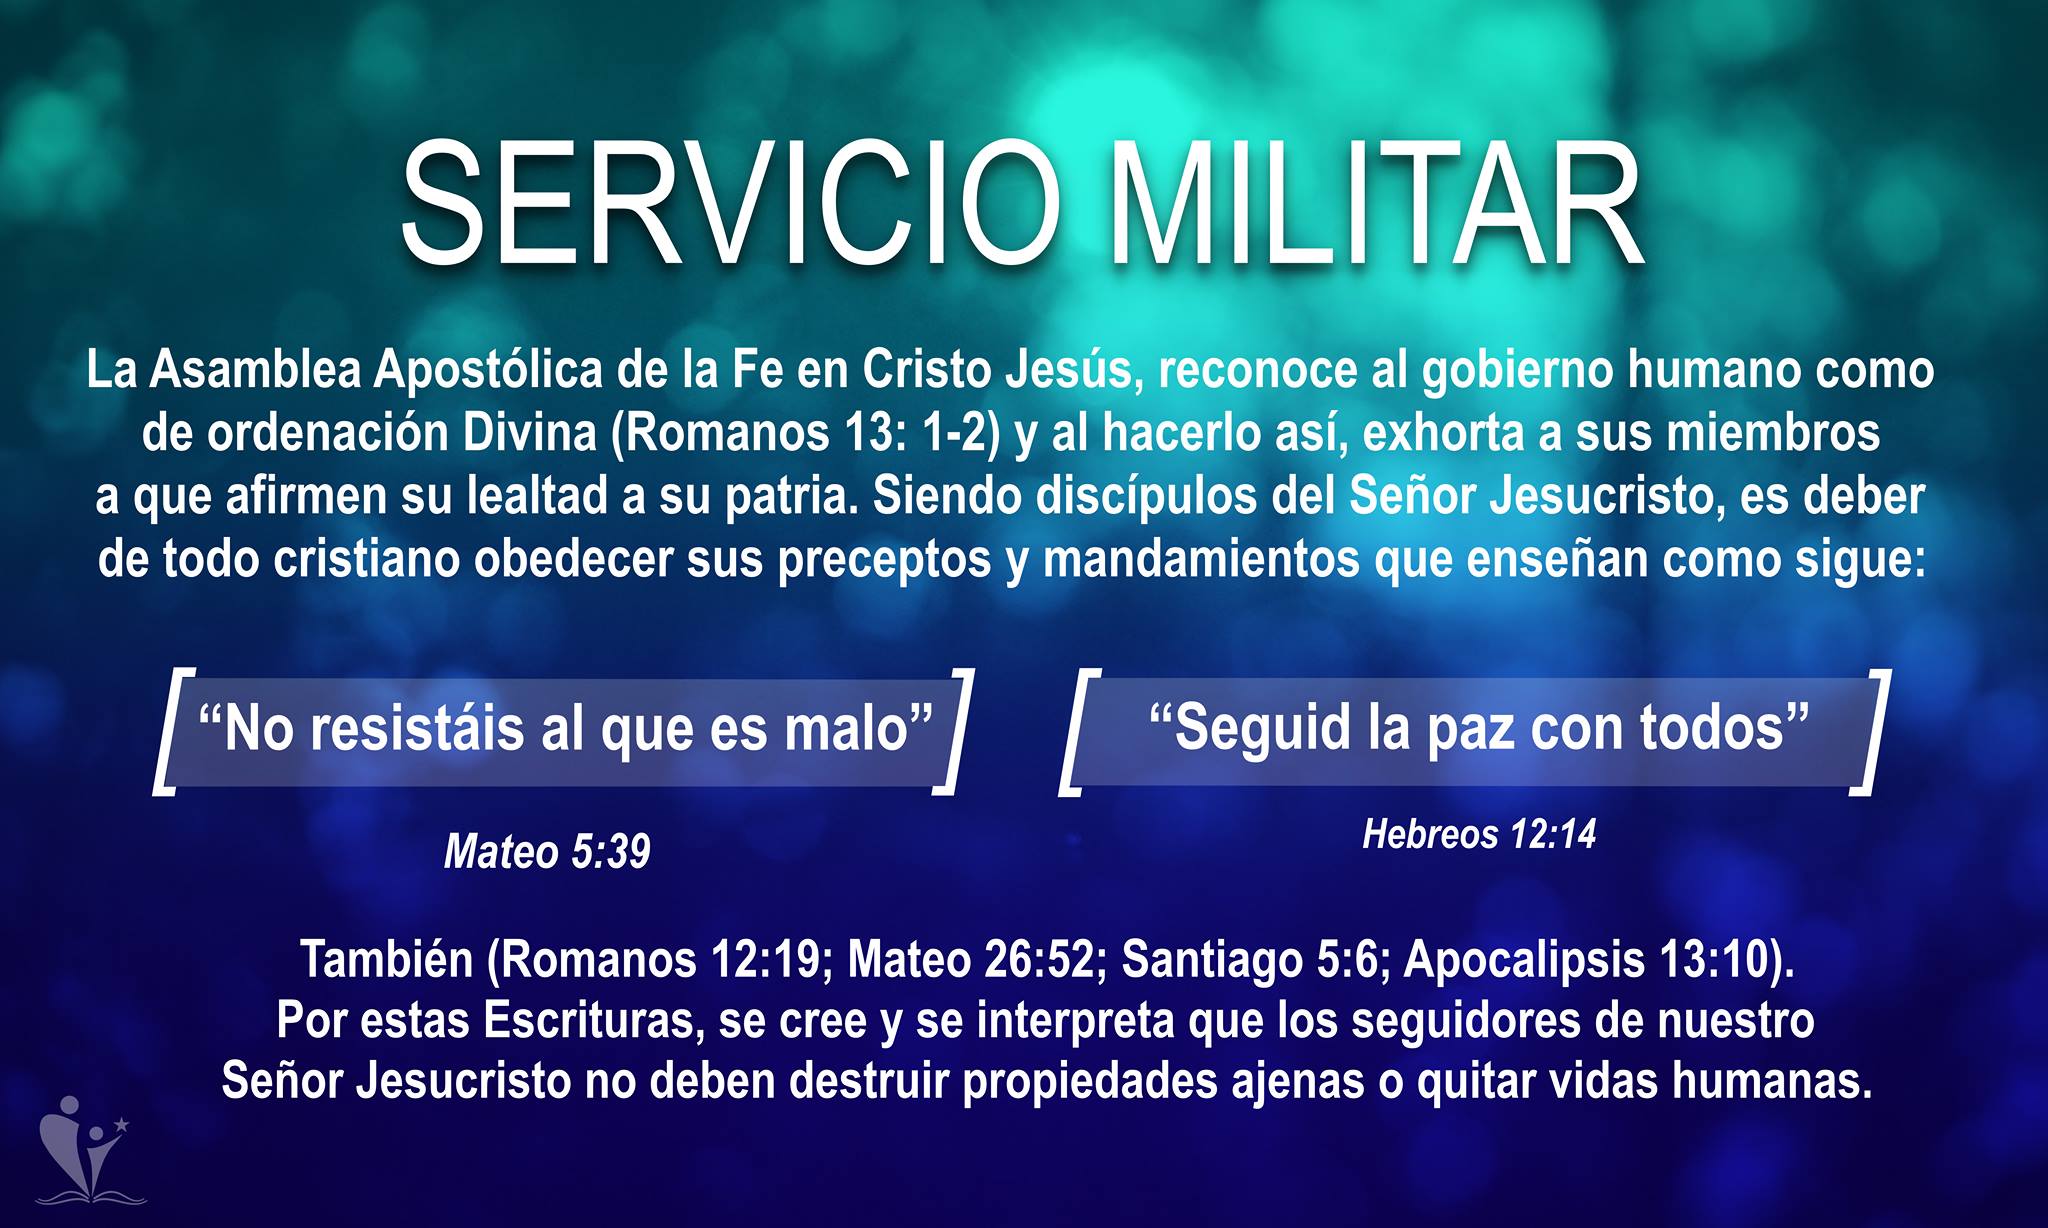 SERVICIO MILITAR
La Asamblea Apostólica de la Fe en Cristo Jesús, reconoce al gobierno humano como
de ordenación Divina (Romanos 13: 1-2) y al hacerlo así, exhorta a sus miembros
a que afirmen su lealtad a su patria. Siendo discípulos del Señor Jesucristo, es deber
de todo cristiano obedecer sus preceptos y mandamientos que enseñan como sigue:
“No resistáis al que es malo”
Mateo 5:39
“Seguid la paz con todos”
Hebreos 12:14
También (Romanos 12:19; Mateo 26:52; Santiago 5:6; Apocalipsis 13:10).
Por estas Escrituras, se cree y se interpreta que los seguidores de nuestro
Señor Jesucristo no deben destruir propiedades ajenas o quitar vidas humanas.